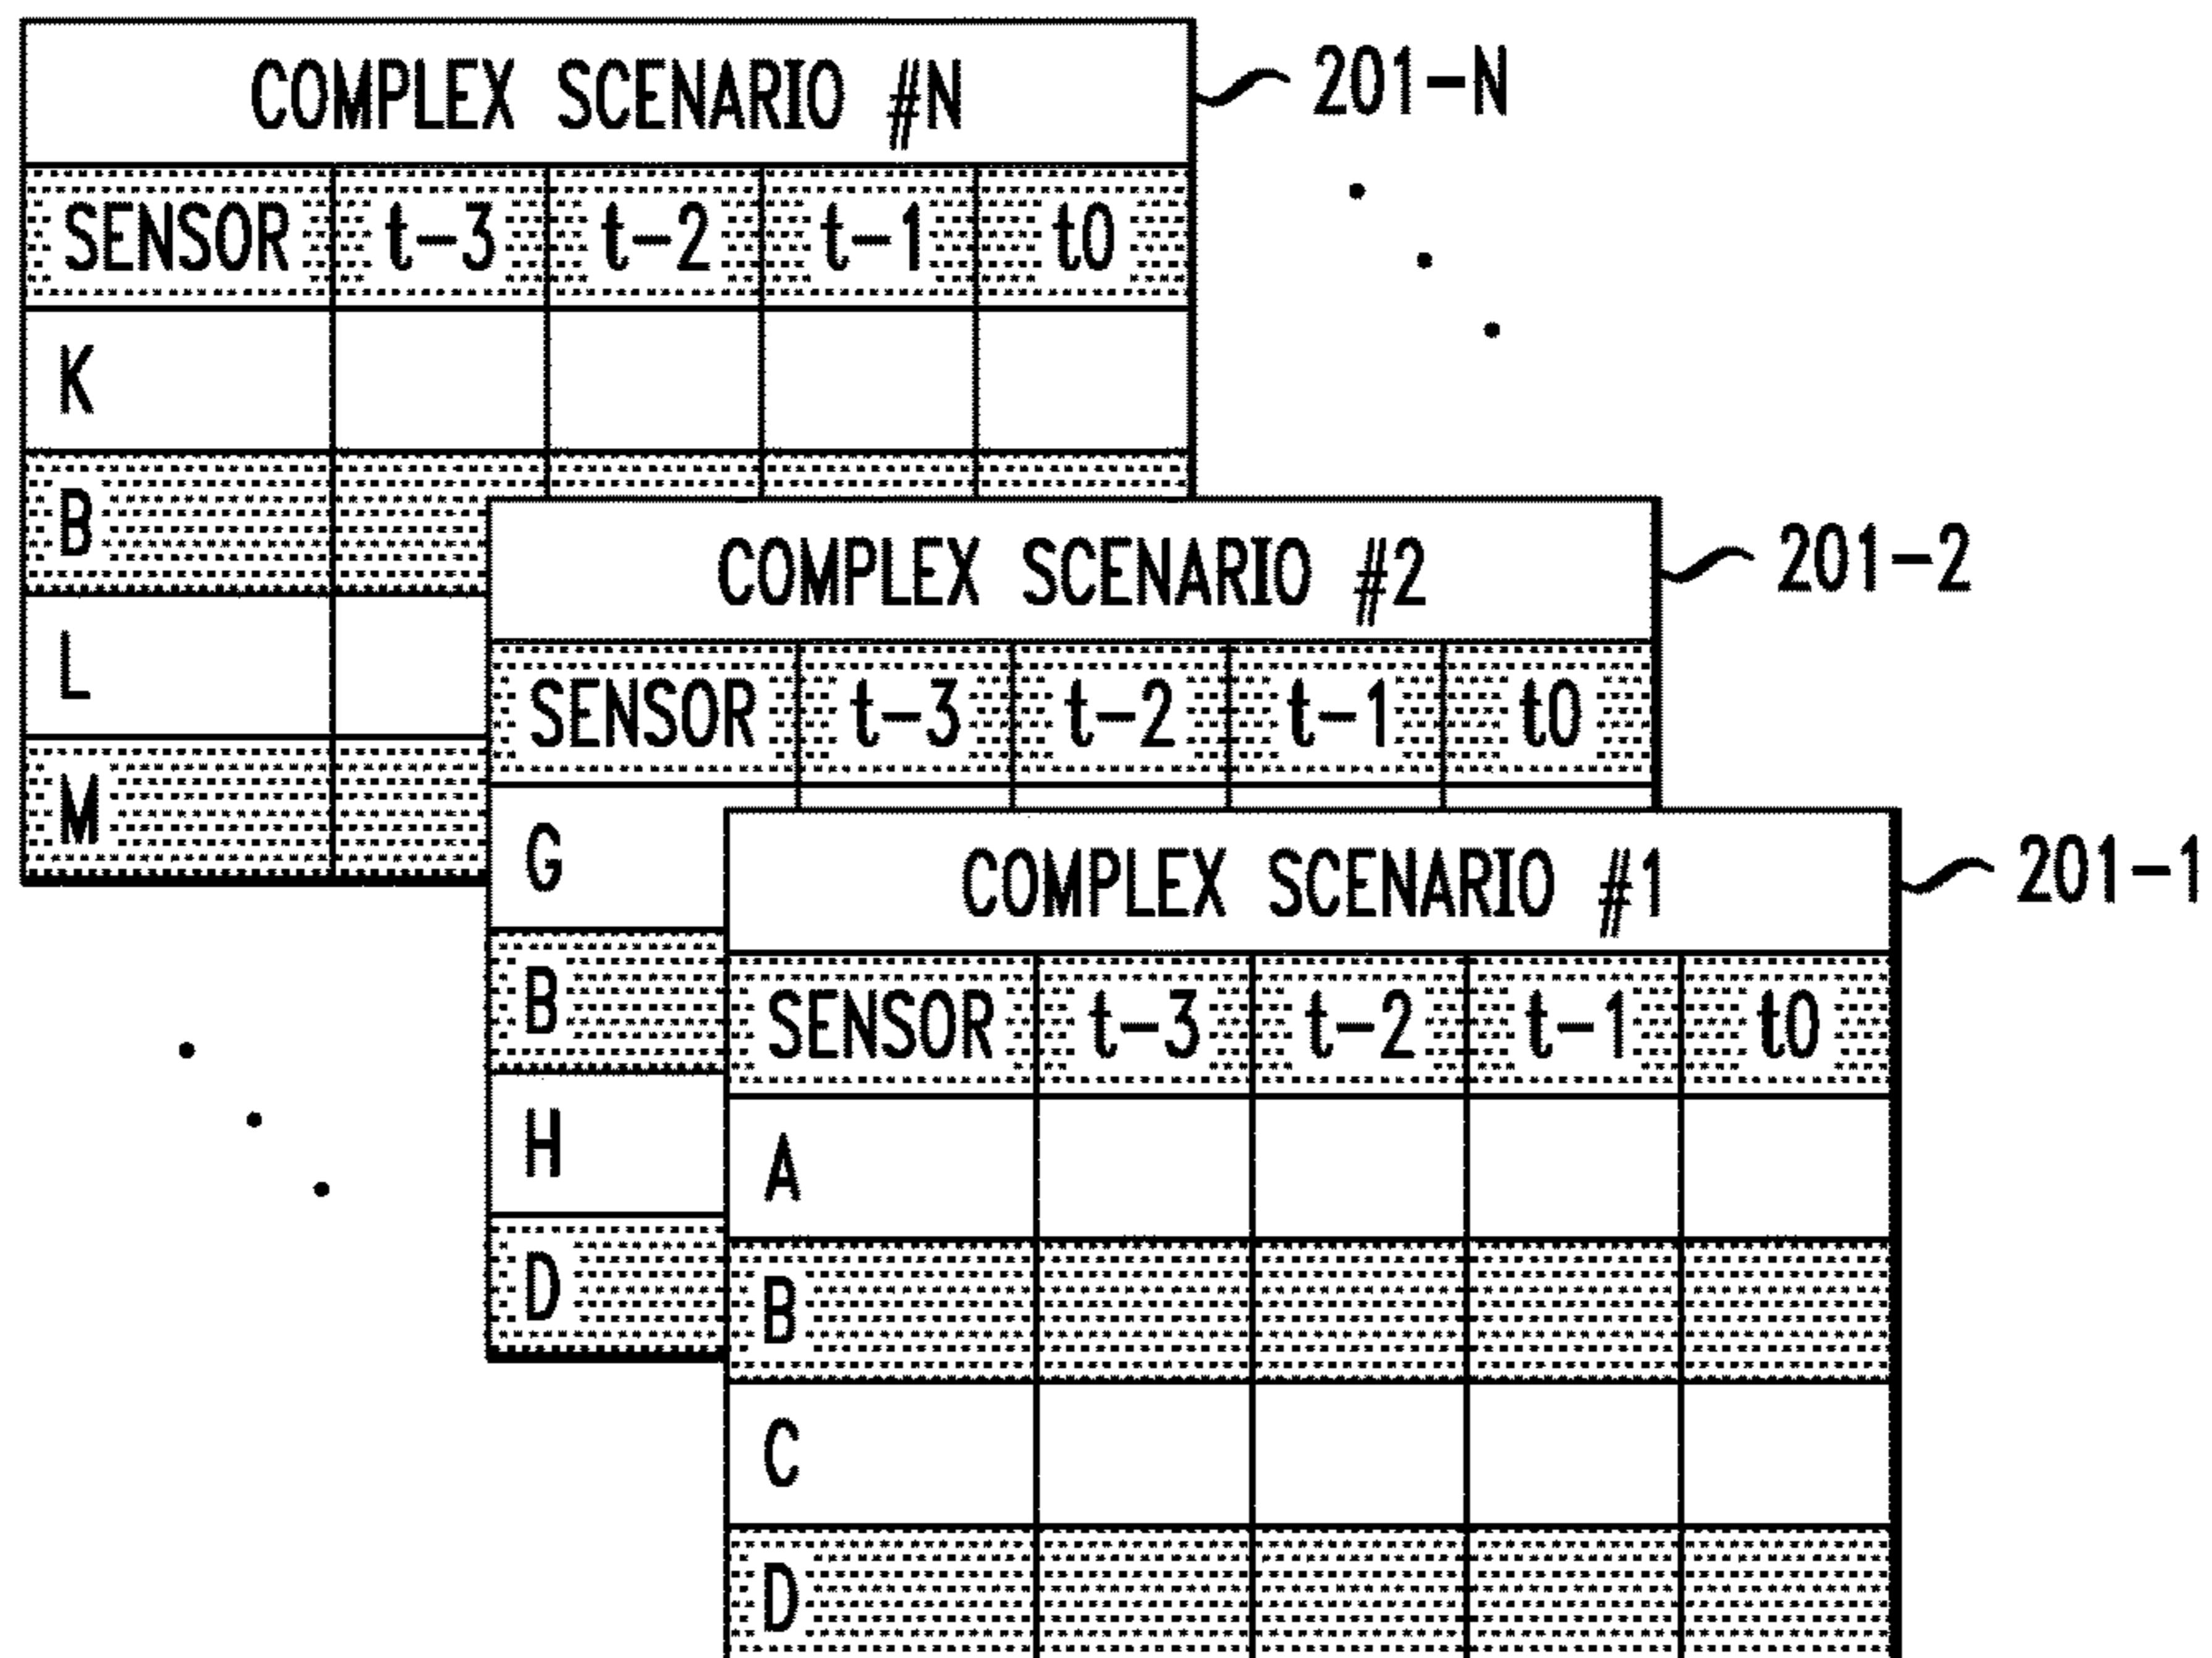 COMPLEX SCENARIO #N
201-N
SENSOR t-3 t-2 t-1 t0
K
B
L
M
COMPLEX SCENARIO #2
201-2
SENSOR t-3 t-2 t-1 t0
G
B
H
D
COMPLEX SCENARIO #1
201-1
SENSOR t-3 t-2 t-1 t0
A
B
C
D